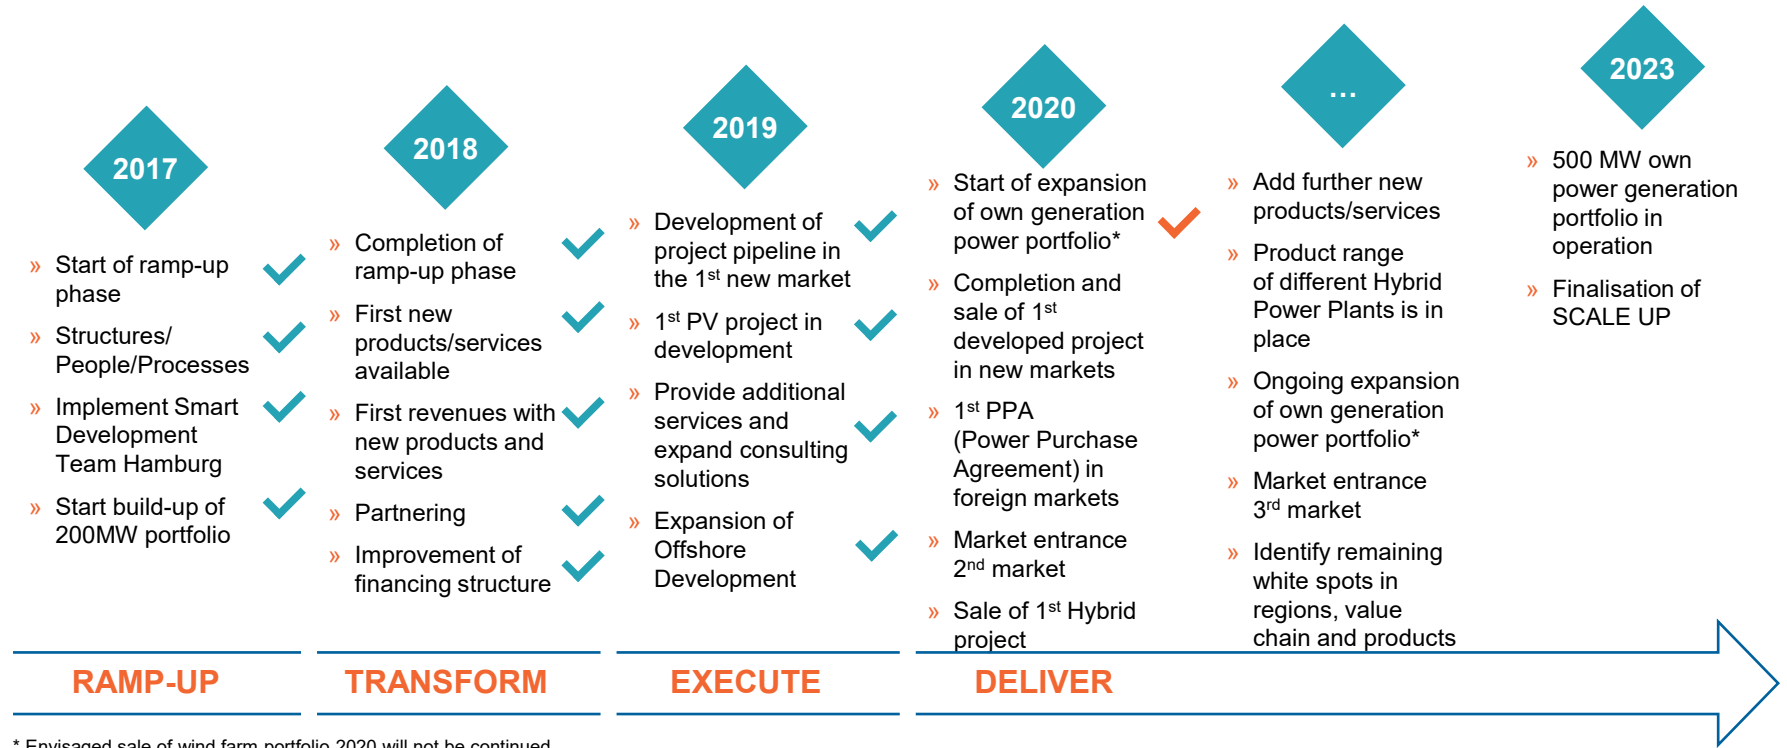 2017
» Start of ramp-up
phase
» Structures/
People/Processes
» Implement Smart
Development
Team Hamburg
» Start build-up of
200MW portfolio
RAMP-UP
2018
» Completion of
ramp-up phase
» First new
products/services
available
» First revenues with
new products and
services
» Partnering
» Improvement of
financing structure
TRANSFORM
2019
» Development of
project pipeline in
the 1st new market
» 1st PV project in
development
» Provide additional
services and
expand consulting
solutions
» Expansion of
Offshore
Development
EXECUTE
2020
» Start of expansion
of own generation
power portfolio*
» Completion and
sale of 1st
developed project
in new markets
» 1st PPA
(Power Purchase
Agreement) in
foreign markets
» Market entrance
2nd market
» Sale of 1st Hybrid
project
DELIVER
...
» Add further new
products/services
» Product range
of different Hybrid
Power Plants is in
place
» Ongoing expansion
of own generation
power portfolio*
» Market entrance
3rd market
» Identify remaining
white spots in
regions, value
chain and products
2023
» 500 MW own
power generation
portfolio in
operation
» Finalisation of
SCALE UP
* Envisaged sale of wind farm portfolio 2020 will not be continued